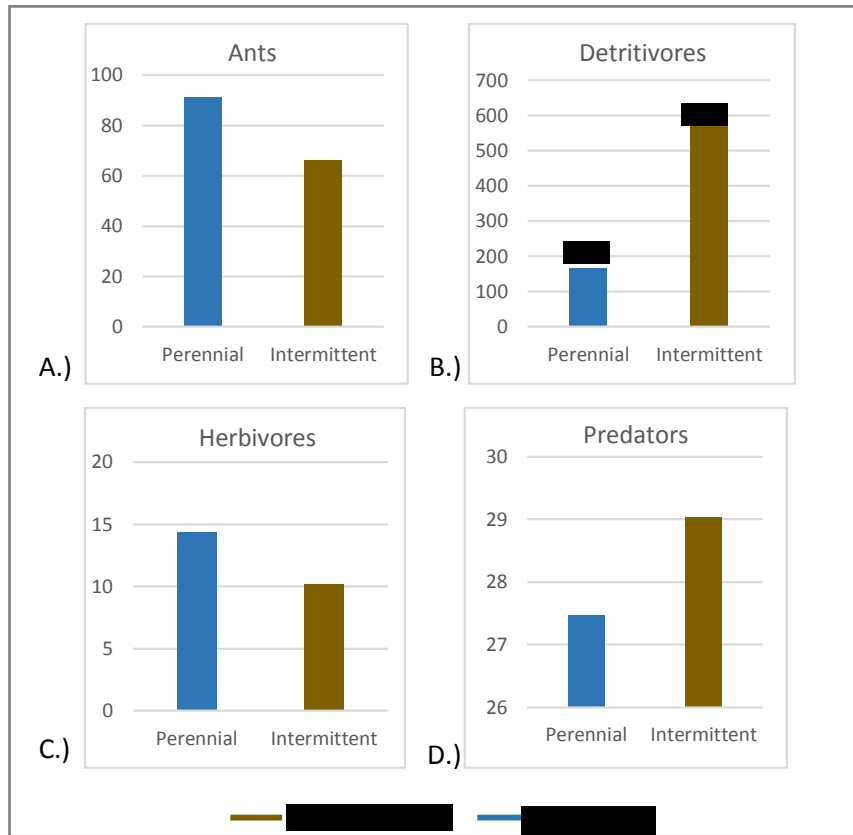 Ants
100
80
60
40
20
0
Perennial Intermittent
A.)
Detritivores
700
600
500
400
300
200
100
0
Perennial Intermittent
B.)
Herbivores
20
15
10
5
0
Perennial Intermittent
C.)
Predators
30
29
28
27
26
Perennial Intermittent
D.)